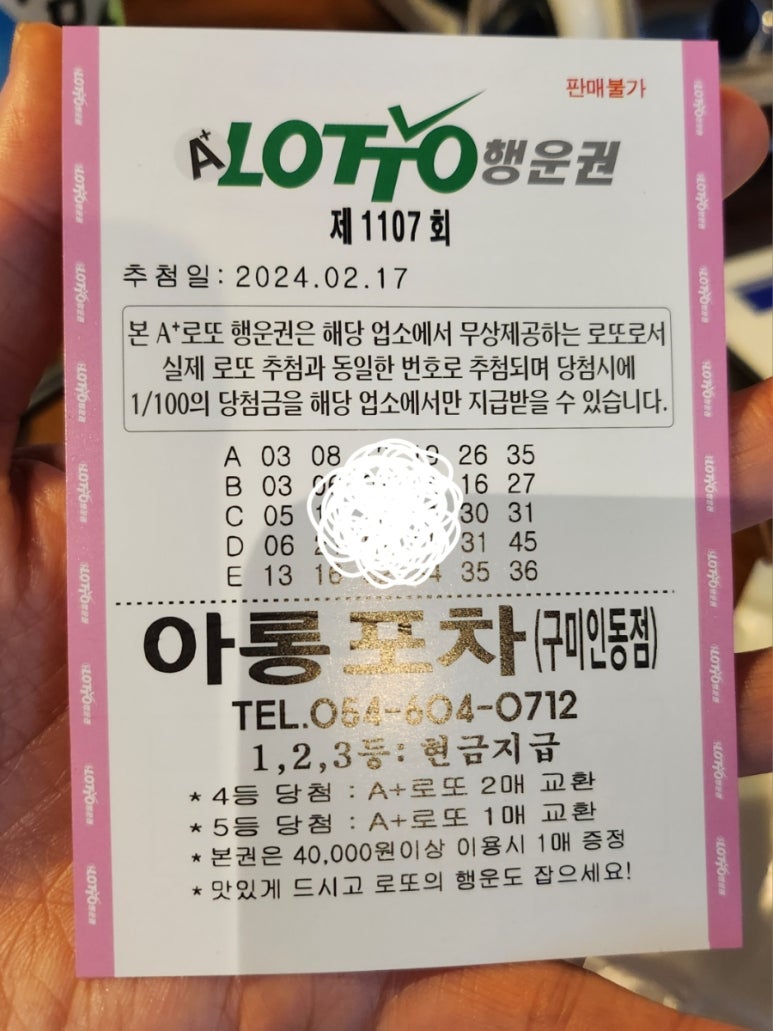 판매불가
A+LOTTO행운권
제 1107 회
추첨일: 2024.02.17
본 A⁺로또 행운권은 해당 업소에서 무상제공하는 로또로서
실제 로또 추첨과 동일한 번호로 추첨되며 당첨시에
1/100의 당첨금을 해당 업소에서만 지급받을 수 있습니다.
A 03 08 26 35
B 03 16 27
C 05 30 31
D 06 31 45
E 13 16 35 36
아롱포차(구미인동점)
TEL.054-604-0712
1,2,3등: 현금지급
* 4등 당첨 : A+로또 2매 교환
* 5등 당첨 : A+로또 1매 교환
* 본권은 40,000원이상 이용시 1매 증정
* 맛있게 드시고 로또의 행운도 잡으세요!